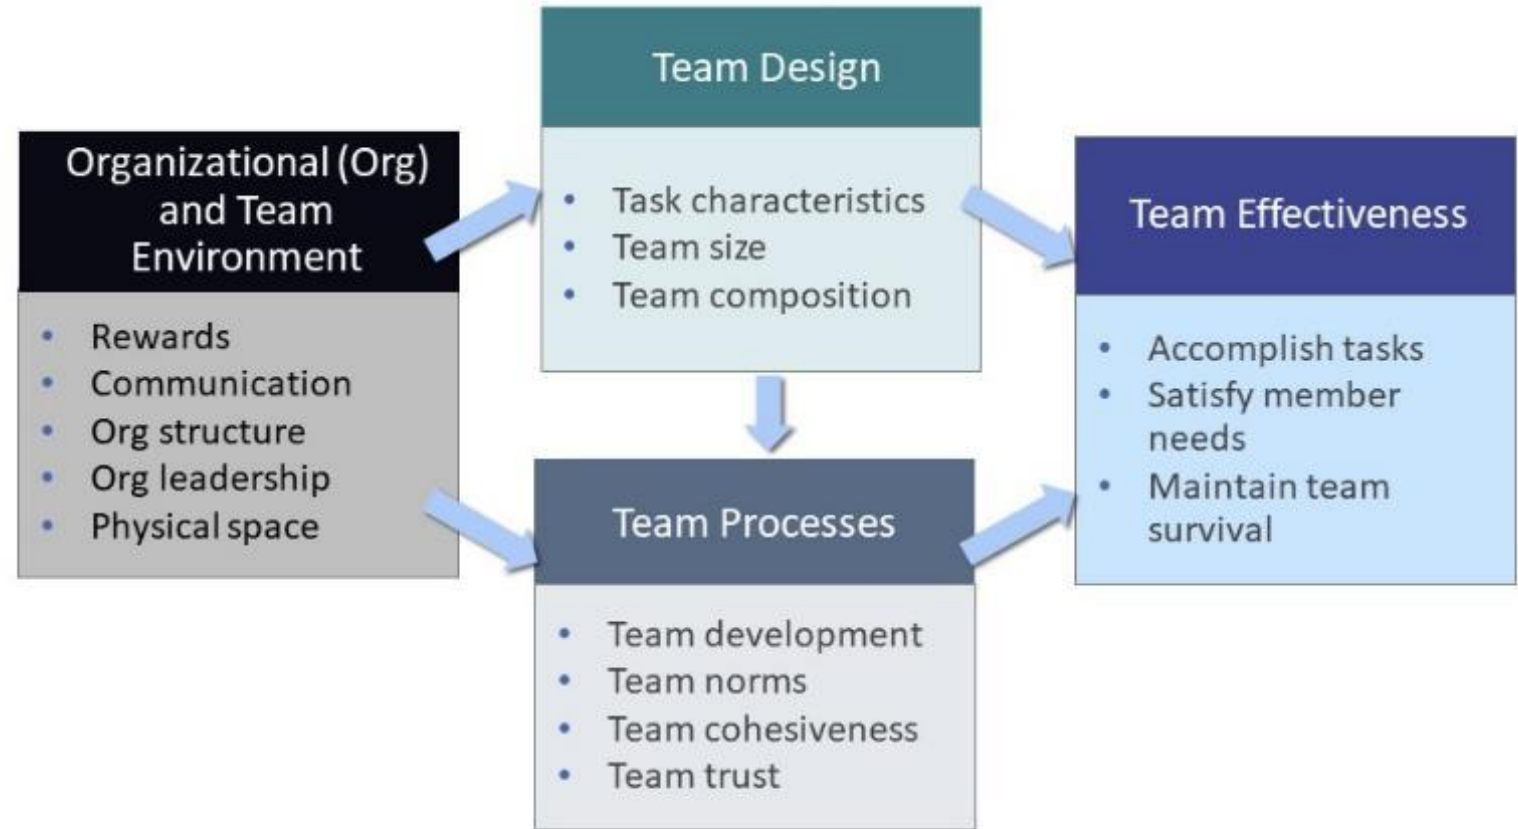 Organizational (Org)
and Team
Environment
• Rewards
• Communication
• Org structure
• Org leadership
• Physical space
Team Design
• Task characteristics
• Team size
• Team composition
Team Processes
• Team development
• Team norms
• Team cohesiveness
• Team trust
Team Effectiveness
• Accomplish tasks
• Satisfy member
needs
• Maintain team
survival